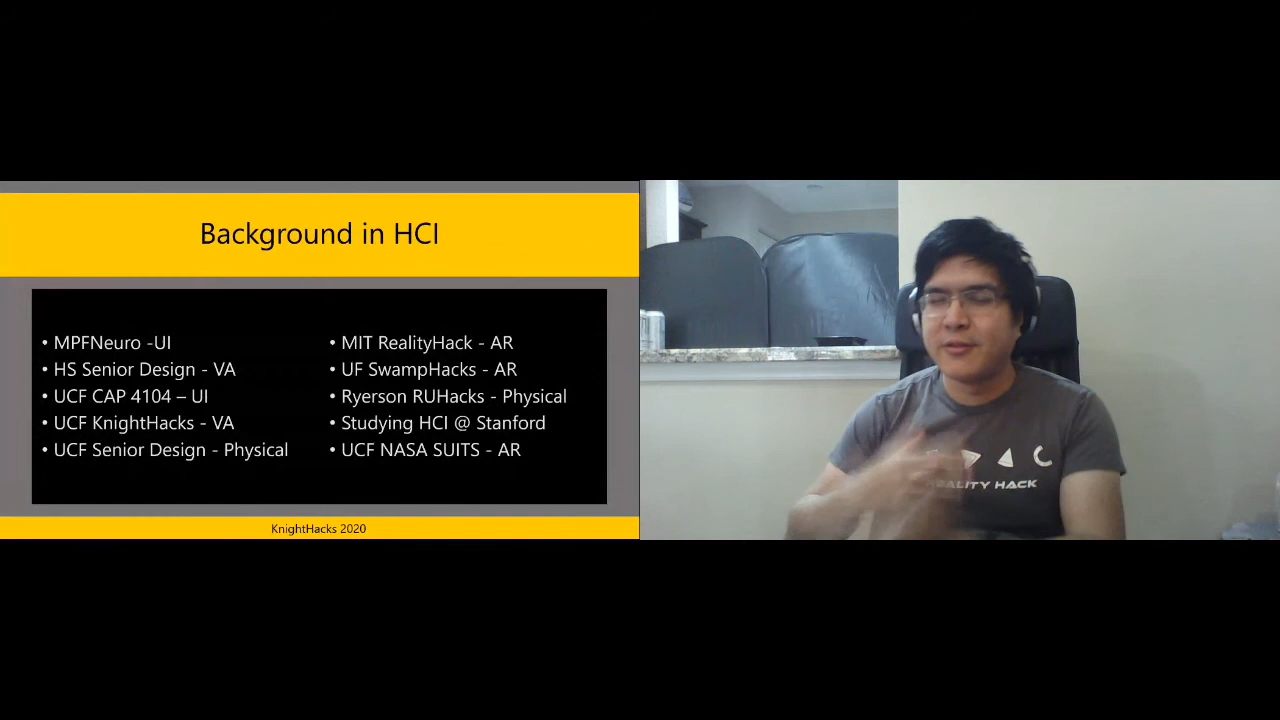 Background in HCI
• MPFNeuro -UI
• HS Senior Design - VA
• UCF CAP 4104 – UI
• UCF KnightHacks - VA
• UCF Senior Design - Physical
• MIT RealityHack - AR
• UF SwampHacks - AR
• Ryerson RUHacks - Physical
• Studying HCI @ Stanford
• UCF NASA SUITS - AR
KnightHacks 2020
REALITY HACK